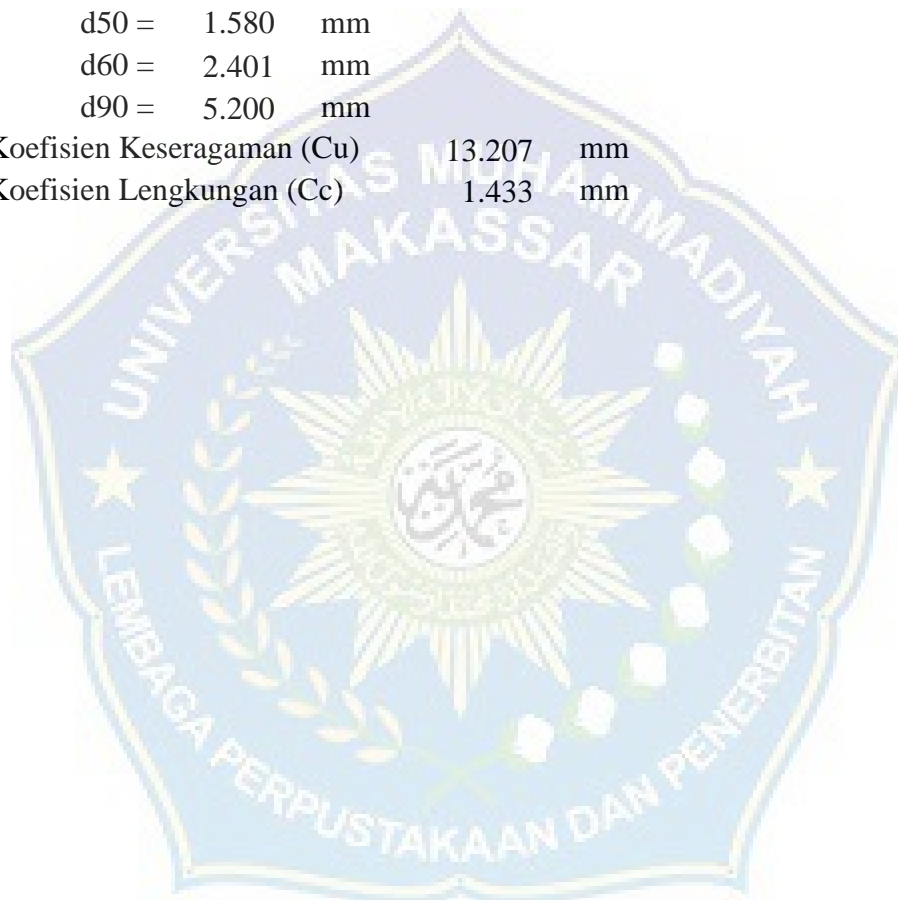 d50 = 1.580 mm
d60 = 2.401 mm
d90 = 5.200 mm
Koefisien Keseragaman (Cu) 13.207 mm
Koefisien Lengkungan (Cc) 1.433 mm
UNIVERSITAS MUHAMMADIYAH
MAKASSAR
محمد
LEMBAGA PERPUSTAKAAN DAN PENERBITAN